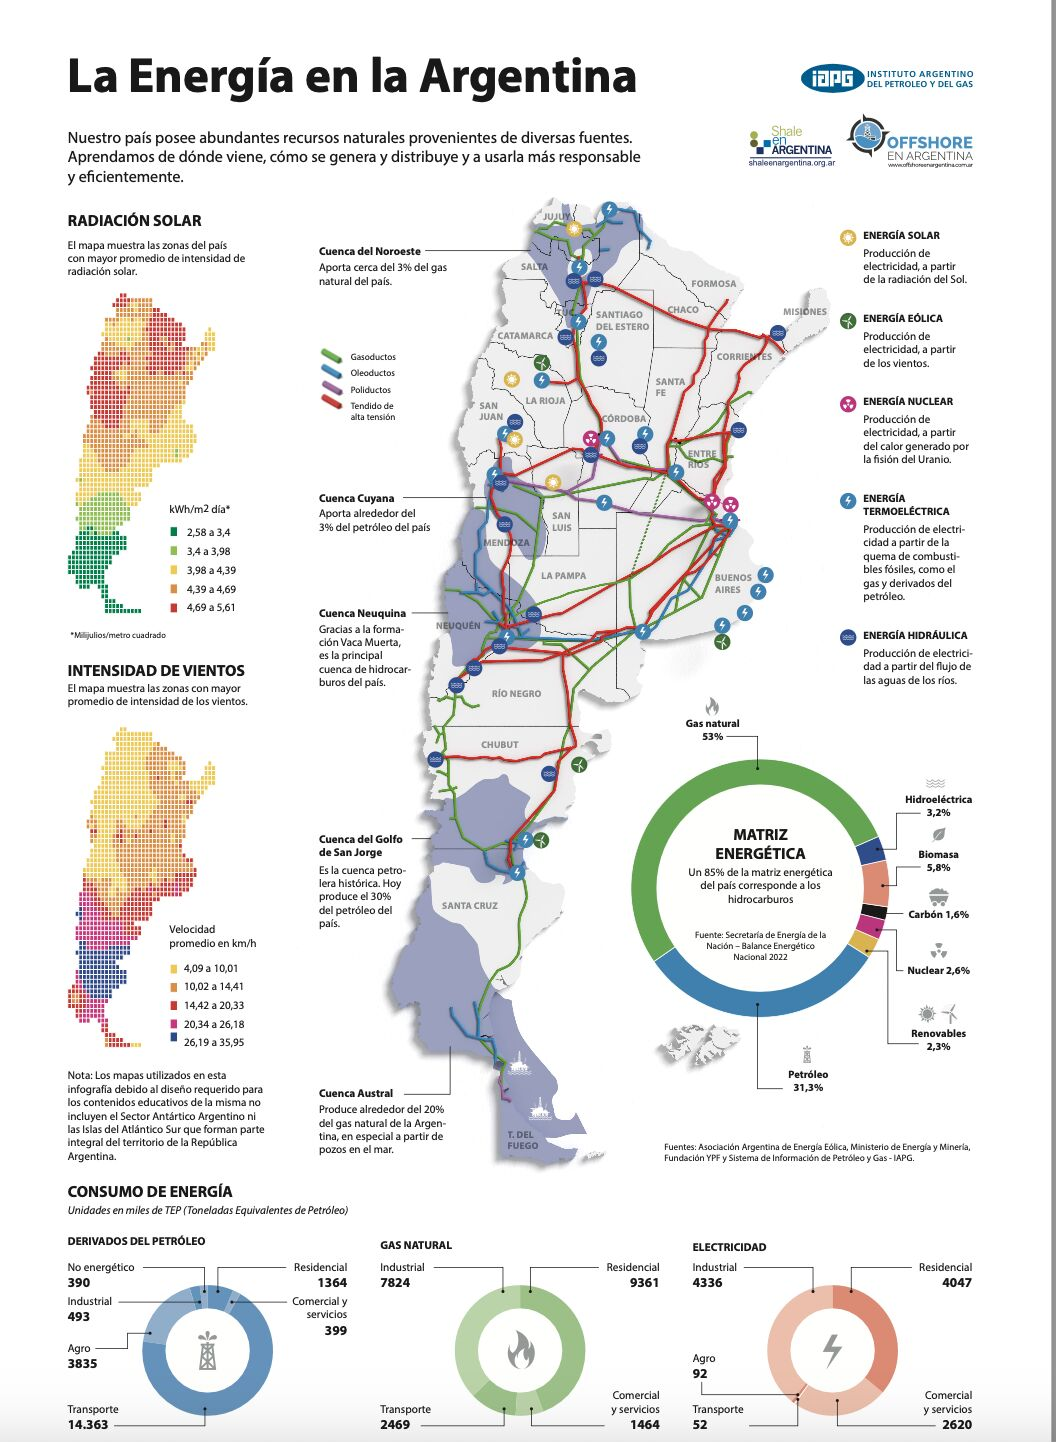 La Energía en la Argentina
iAPG
INSTITUTO ARGENTINO
DEL PETROLEO Y DEL GAS
Nuestro país posee abundantes recursos naturales provenientes de diversas fuentes.
Aprendamos de dónde viene, cómo se genera y distribuye y a usarla más responsable
y eficientemente.
Shale
en
ARGENTINA
shaleenargentina.org.ar
OFFSHORE
EN ARGENTINA
www.offshoreenargentina.com.ar
RADIACIÓN SOLAR
El mapa muestra las zonas del país
con mayor promedio de intensidad de
radiación solar.
kWh/m2 día*
2,58 a 3,4
3,4 a 3,98
3,98 a 4,39
4,39 a 4,69
4,69 a 5,61
*Milijulios/metro cuadrado
INTENSIDAD DE VIENTOS
El mapa muestra las zonas con mayor
promedio de intensidad de los vientos.
Velocidad
promedio en km/h
4,09 a 10,01
10,02 a 14,41
14,42 a 20,33
20,34 a 26,18
26,19 a 35,95
Nota: Los mapas utilizados en esta
infografía debido al diseño requerido para
los contenidos educativos de la misma no
incluyen el Sector Antártico Argentino ni
las Islas del Atlántico Sur que forman parte
integral del territorio de la República
Argentina.
Cuenca del Noroeste
Aporta cerca del 3% del gas
natural del país.
Gasoductos
Oleoductos
Poliductos
Tendido de
alta tensión
Cuenca Cuyana
Aporta alrededor del
3% del petróleo del país
Cuenca Neuquina
Gracias a la forma-
ción Vaca Muerta,
es la principal
cuenca de hidrocar-
buros del país.
Cuenca del Golfo
de San Jorge
Es la cuenca petro-
lera histórica. Hoy
produce el 30%
del petróleo del
país.
Cuenca Austral
Produce alrededor del 20%
del gas natural de la Argen-
tina, en especial a partir de
pozos en el mar.
JUJUY
SALTA
FORMOSA
CHACO
MISIONES
TUC.
SANTIAGO
DEL ESTERO
CATAMARCA
CORRIENTES
SANTA
FE
LA RIOJA
SAN
JUAN
CÓRDOBA
ENTRE
RÍOS
SAN
LUIS
MENDOZA
LA PAMPA
BUENOS
AIRES
NEUQUÉN
RÍO NEGRO
CHUBUT
SANTA CRUZ
T. DEL
FUEGO
ENERGÍA SOLAR
Producción de
electricidad, a partir
de la radiación del Sol.
ENERGÍA EÓLICA
Producción de
electricidad, a partir
de los vientos.
ENERGÍA NUCLEAR
Producción de
electricidad, a partir
del calor generado por
la fisión del Uranio.
ENERGÍA
TERMOELÉCTRICA
Producción de electri-
cidad a partir de la
quema de combusti-
bles fósiles, como el
gas y derivados del
petróleo.
ENERGÍA HIDRÁULICA
Producción de electrici-
dad a partir del flujo de
las aguas de los ríos.
Gas natural
53%
MATRIZ
ENERGÉTICA
Un 85% de la matriz energética
del país corresponde a los
hidrocarburos
Fuente: Secretaría de Energía de la
Nación – Balance Energético
Nacional 2022
Hidroeléctrica
3,2%
Biomasa
5,8%
Carbón 1,6%
Nuclear 2,6%
Renovables
2,3%
Petróleo
31,3%
Fuentes: Asociación Argentina de Energía Eólica, Ministerio de Energía y Minería,
Fundación YPF y Sistema de Información de Petróleo y Gas - IAPG.
CONSUMO DE ENERGÍA
Unidades en miles de TEP (Toneladas Equivalentes de Petróleo)
DERIVADOS DEL PETRÓLEO
No energético
390
Industrial
493
Agro
3835
Transporte
14.363
Residencial
1364
Comercial y
servicios
399
GAS NATURAL
Industrial
7824
Residencial
9361
Transporte
2469
Comercial
y servicios
1464
ELECTRICIDAD
Industrial
4336
Residencial
4047
Agro
92
Transporte
52
Comercial
y servicios
2620